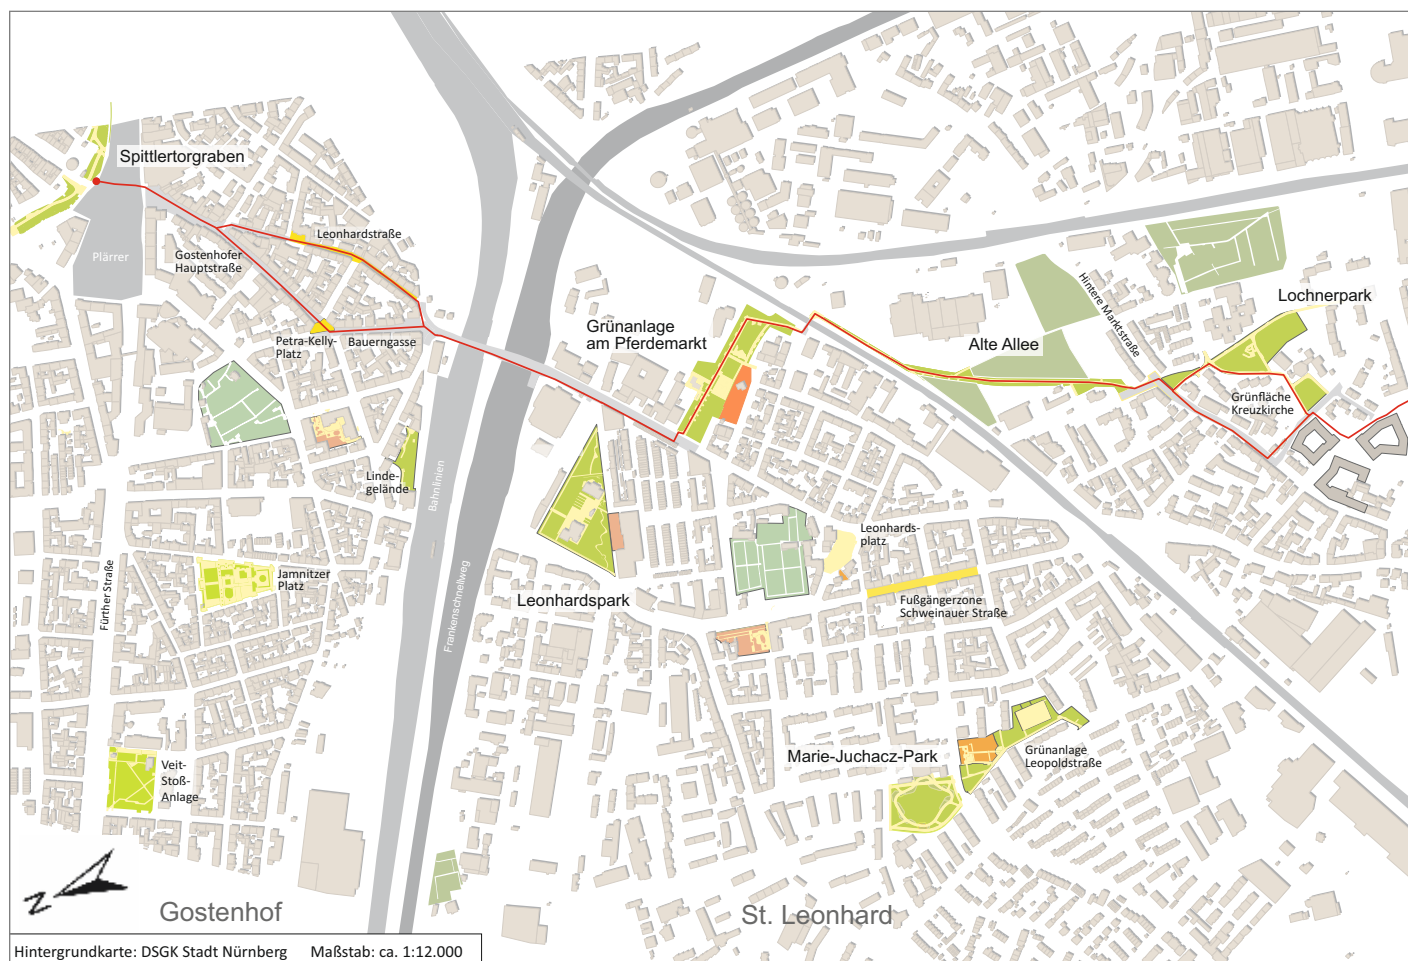 Spittlertorgraben
Plärrer
Gostenhofer
Hauptstraße
Leonhardstraße
Petra-Kelly-
Platz
Bauerngasse
Grünanlage
am Pferdemarkt
Alte Allee
Hintere Marktstraße
Lochnerpark
Grünfläche
Kreuzkirche
Linde-
gelände
Bahnlinien
Frankenschnellweg
Leonhards-
platz
Fürther Straße
Jamnitzer
Platz
Leonhardspark
Fußgängerzone
Schweinauer Straße
Veit-
Stoß-
Anlage
Marie-Juchacz-Park
Grünanlage
Leopoldstraße
N
Gostenhof
St. Leonhard
Hintergrundkarte: DSGK Stadt Nürnberg Maßstab: ca. 1:12.000